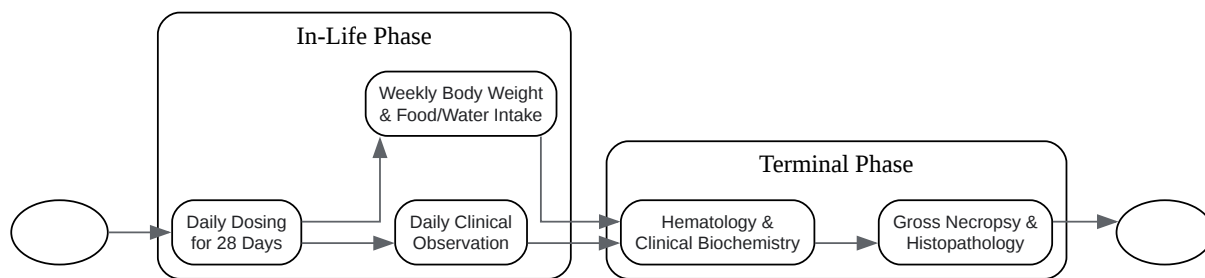 In-Life Phase
Weekly Body Weight
& Food/Water Intake
Daily Dosing
for 28 Days
Daily Clinical
Observation
Terminal Phase
Hematology &
Clinical Biochemistry
Gross Necropsy &
Histopathology